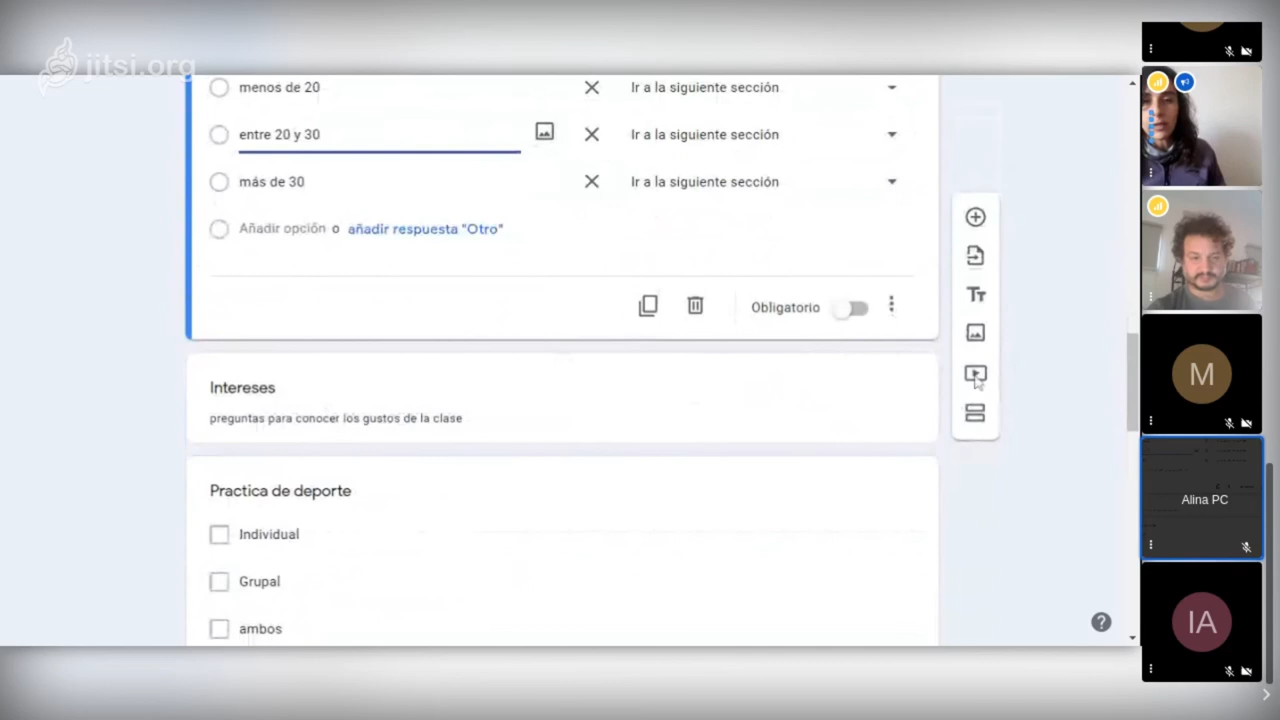 jitsi.org
menos de 20
Ir a la siguiente sección
entre 20 y 30
Ir a la siguiente sección
más de 30
Ir a la siguiente sección
Añadir opción o añadir respuesta "Otro"
Obligatorio
Tт
Intereses
preguntas para conocer los gustos de la clase
Practica de deporte
Individual
Grupal
ambos
M
Alina PC
IA